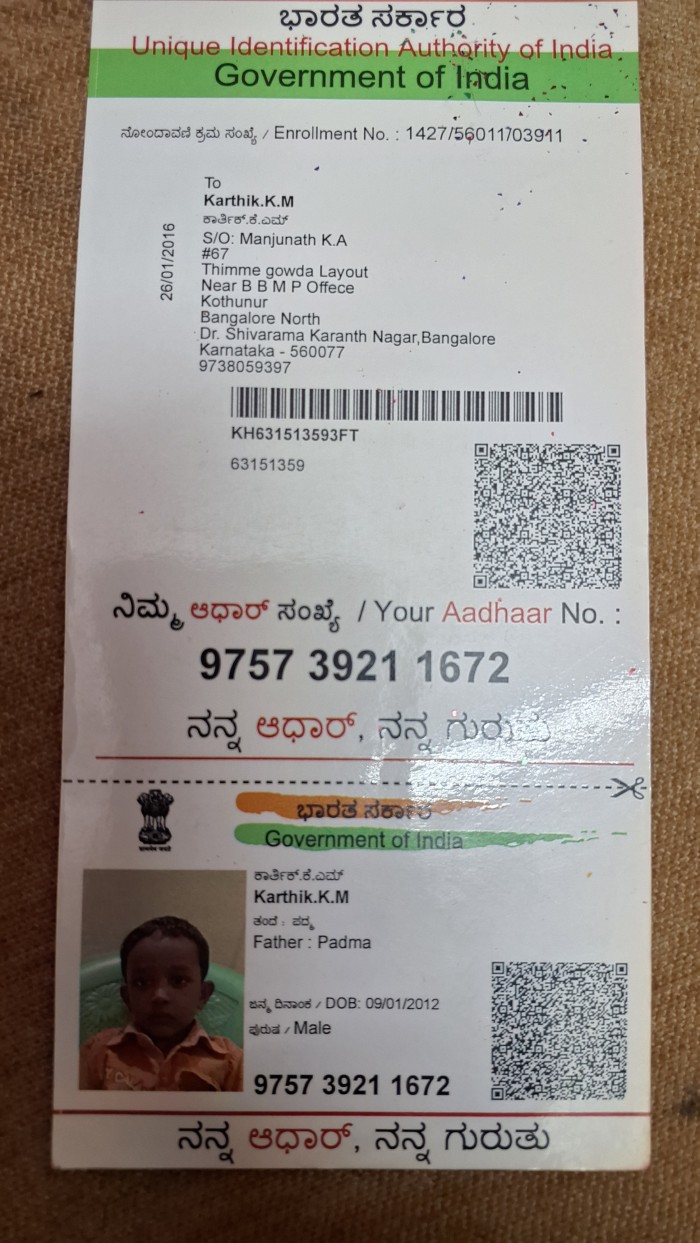 ಭಾರತ ಸರ್ಕಾರ
Unique Identification Authority of India
Government of India
ನೋಂದಾವಣಿ ಕ್ರಮ ಸಂಖ್ಯೆ / Enrollment No. : 1427/56011703911
To
Karthik.K.M
ಕಾರ್ತಿಕ್.ಕೆ.ಎಮ್
S/O: Manjunath K.A
#67
Thimme gowda Layout
Near B B M P Offece
Kothunur
Bangalore North
Dr. Shivarama Karanth Nagar,Bangalore
Karnataka - 560077
9738059397
26/01/2016
KH631513593FT
63151359
ನಿಮ್ಮ ಆಧಾರ್ ಸಂಖ್ಯೆ / Your Aadhaar No. :
9757 3921 1672
ನನ್ನ ಆಧಾರ್, ನನ್ನ ಗುರುತು
ಭಾರತ ಸರ್ಕಾರ
Government of India
ಕಾರ್ತಿಕ್.ಕೆ.ಎಮ್
Karthik.K.M
ತಂದೆ : ಪದ್ಮ
Father : Padma
ಜನ್ಮ ದಿನಾಂಕ / DOB: 09/01/2012
ಪುರುಷ / Male
9757 3921 1672
ನನ್ನ ಆಧಾರ್, ನನ್ನ ಗುರುತು